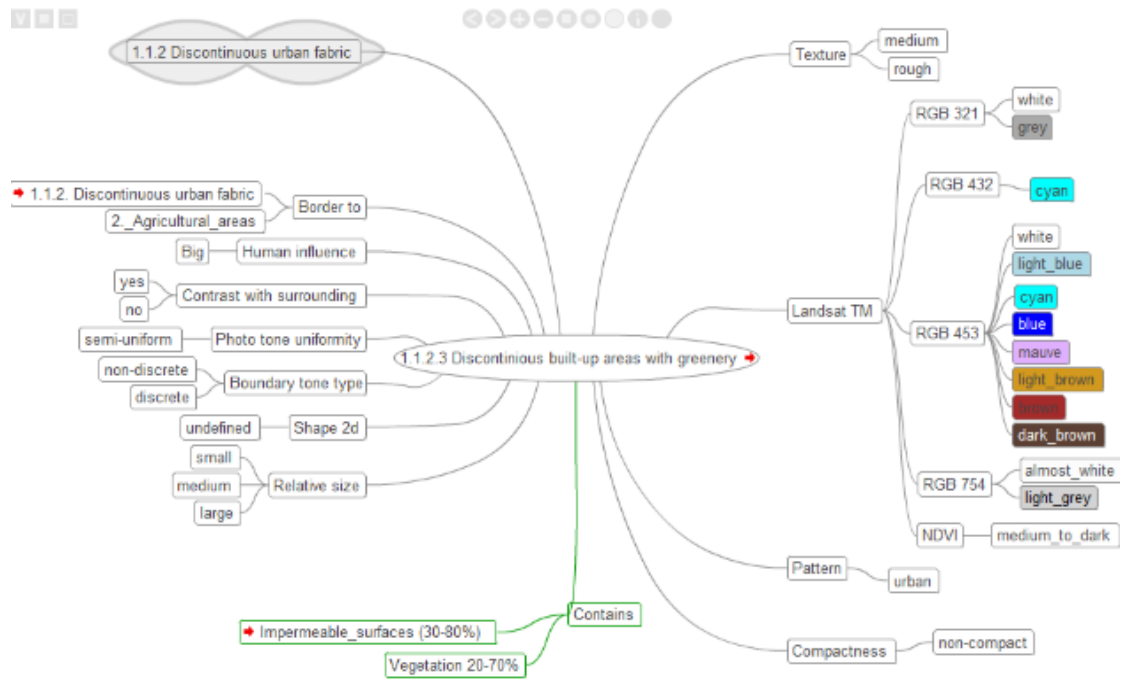 1.1.2 Discontinuous urban fabric
1.1.2. Discontinuous urban fabric
2._Agricultural_areas
Border to
Big
Human influence
yes
no
Contrast with surrounding
semi-uniform
Photo tone uniformity
non-discrete
discrete
Boundary tone type
undefined
Shape 2d
small
medium
large
Relative size
1.1.2.3 Discontinious built-up areas with greenery
Contains
Impermeable_surfaces (30-80%)
Vegetation 20-70%
Texture
medium
rough
Landsat TM
RGB 321
white
grey
RGB 432
cyan
RGB 453
white
light_blue
cyan
blue
mauve
light_brown
brown
dark_brown
RGB 754
almost_white
light_grey
NDVI
medium_to_dark
Pattern
urban
Compactness
non-compact